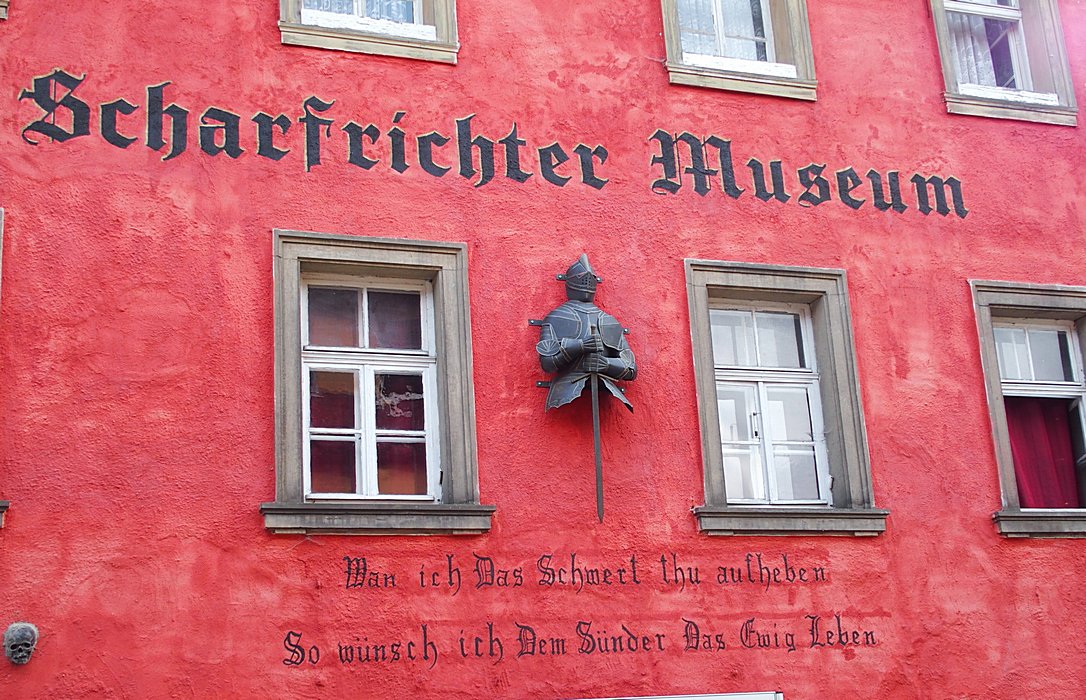 Scharfrichter Museum
Wan ich Das Schwert thu aufheben
So wünsch ich Dem Sünder Das Ewig Leben